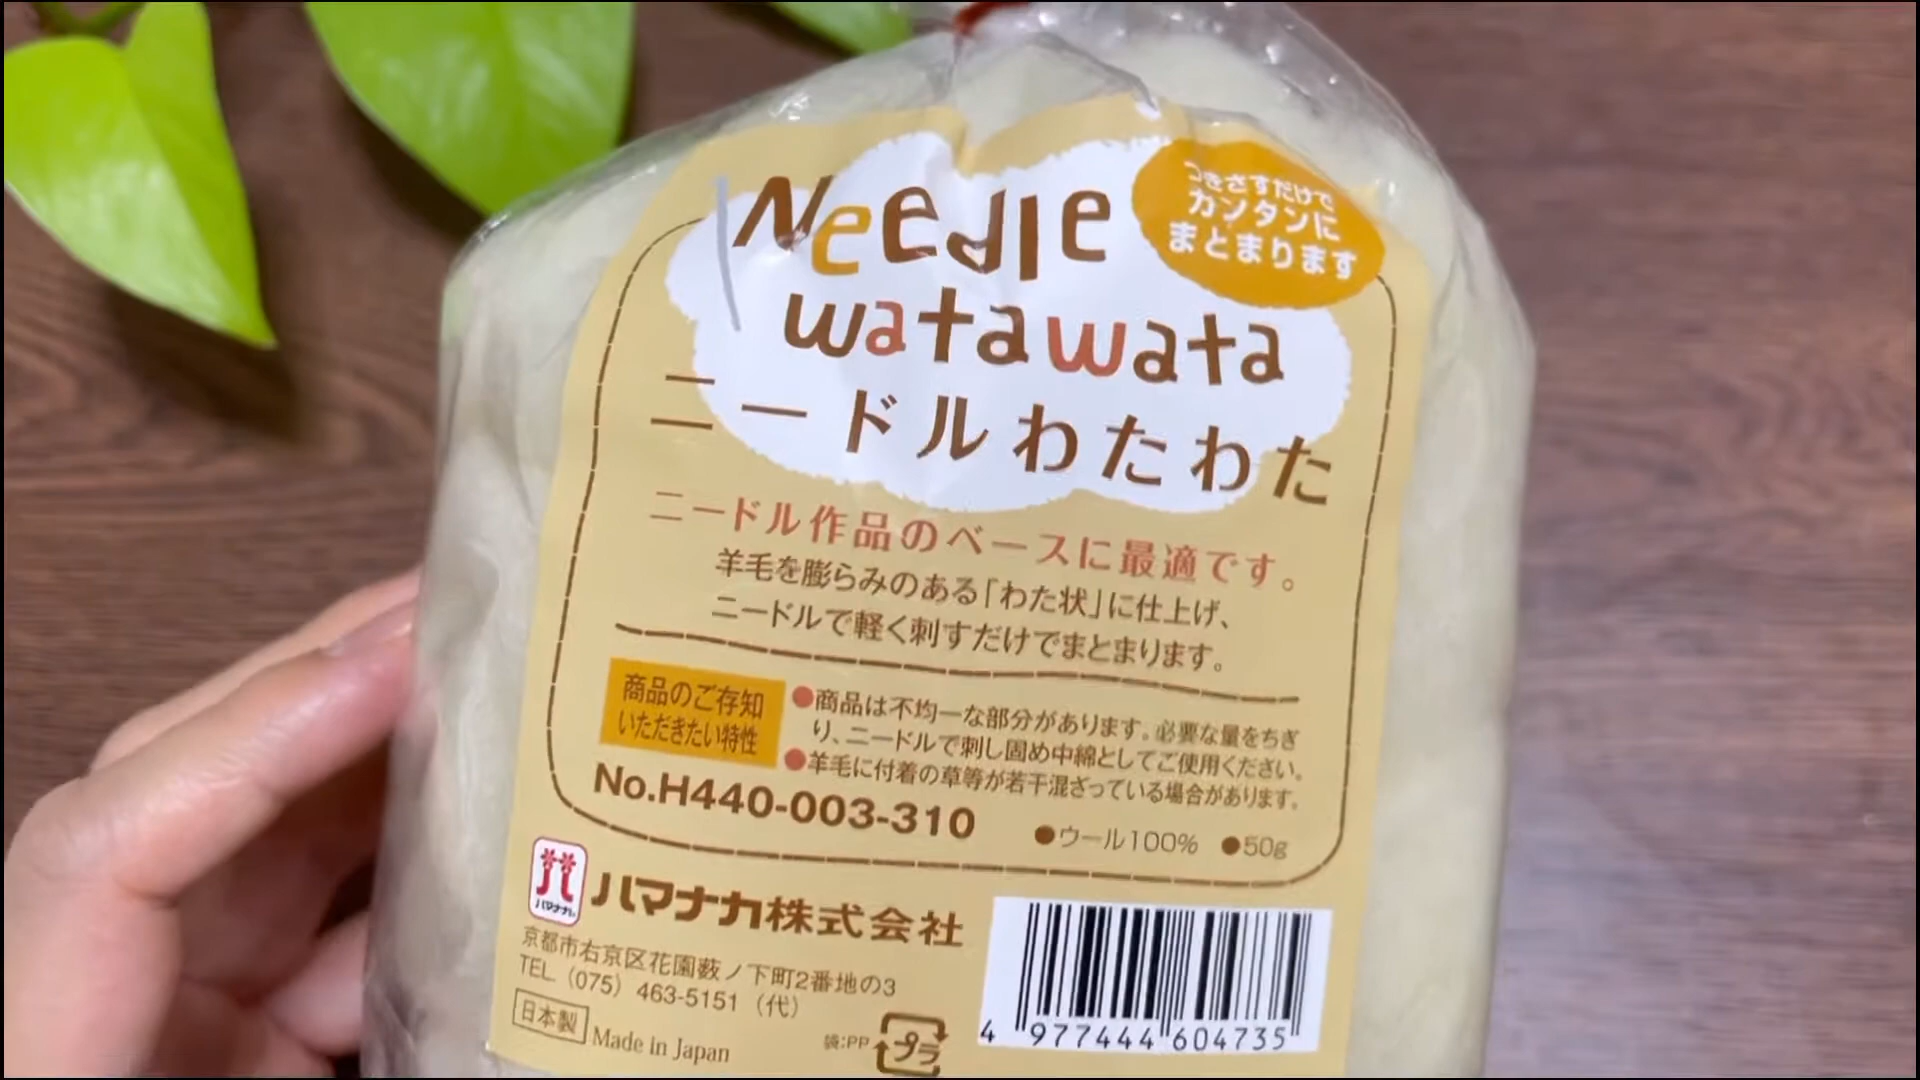 Needle
watawata
つきさすだけで
カンタンに
まとまります
ニードルわたわた
ニードル作品のベースに最適です。
羊毛を膨らみのある「わた状」に仕上げ、
ニードルで軽く刺すだけでまとまります。
商品のご存知
いただきたい特性
●商品は不均一な部分があります。必要な量をちぎ
り、ニードルで刺し固め中綿としてご使用ください。
●羊毛に付着の草等が若干混ざっている場合があります。
No.H440-003-310
●ウール100% ●50g
ハマナカ
ハマナカ株式会社
京都市右京区花園薮ノ下町2番地の3
TEL (075) 463-5151 (代)
日本製 Made in Japan
袋:PP プラ
4 977444 604735